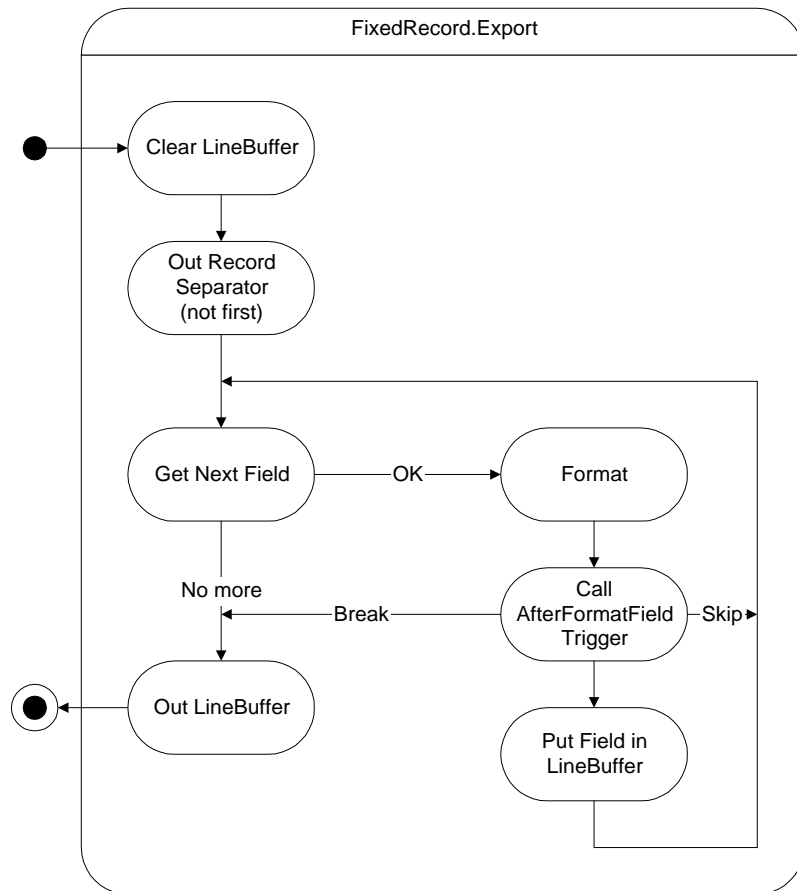 FixedRecord.Export
Clear LineBuffer
Out Record
Separator
(not first)
Get Next Field
OK
Format
No more
Break
Call
AfterFormatField
Trigger
Skip
Out LineBuffer
Put Field in
LineBuffer